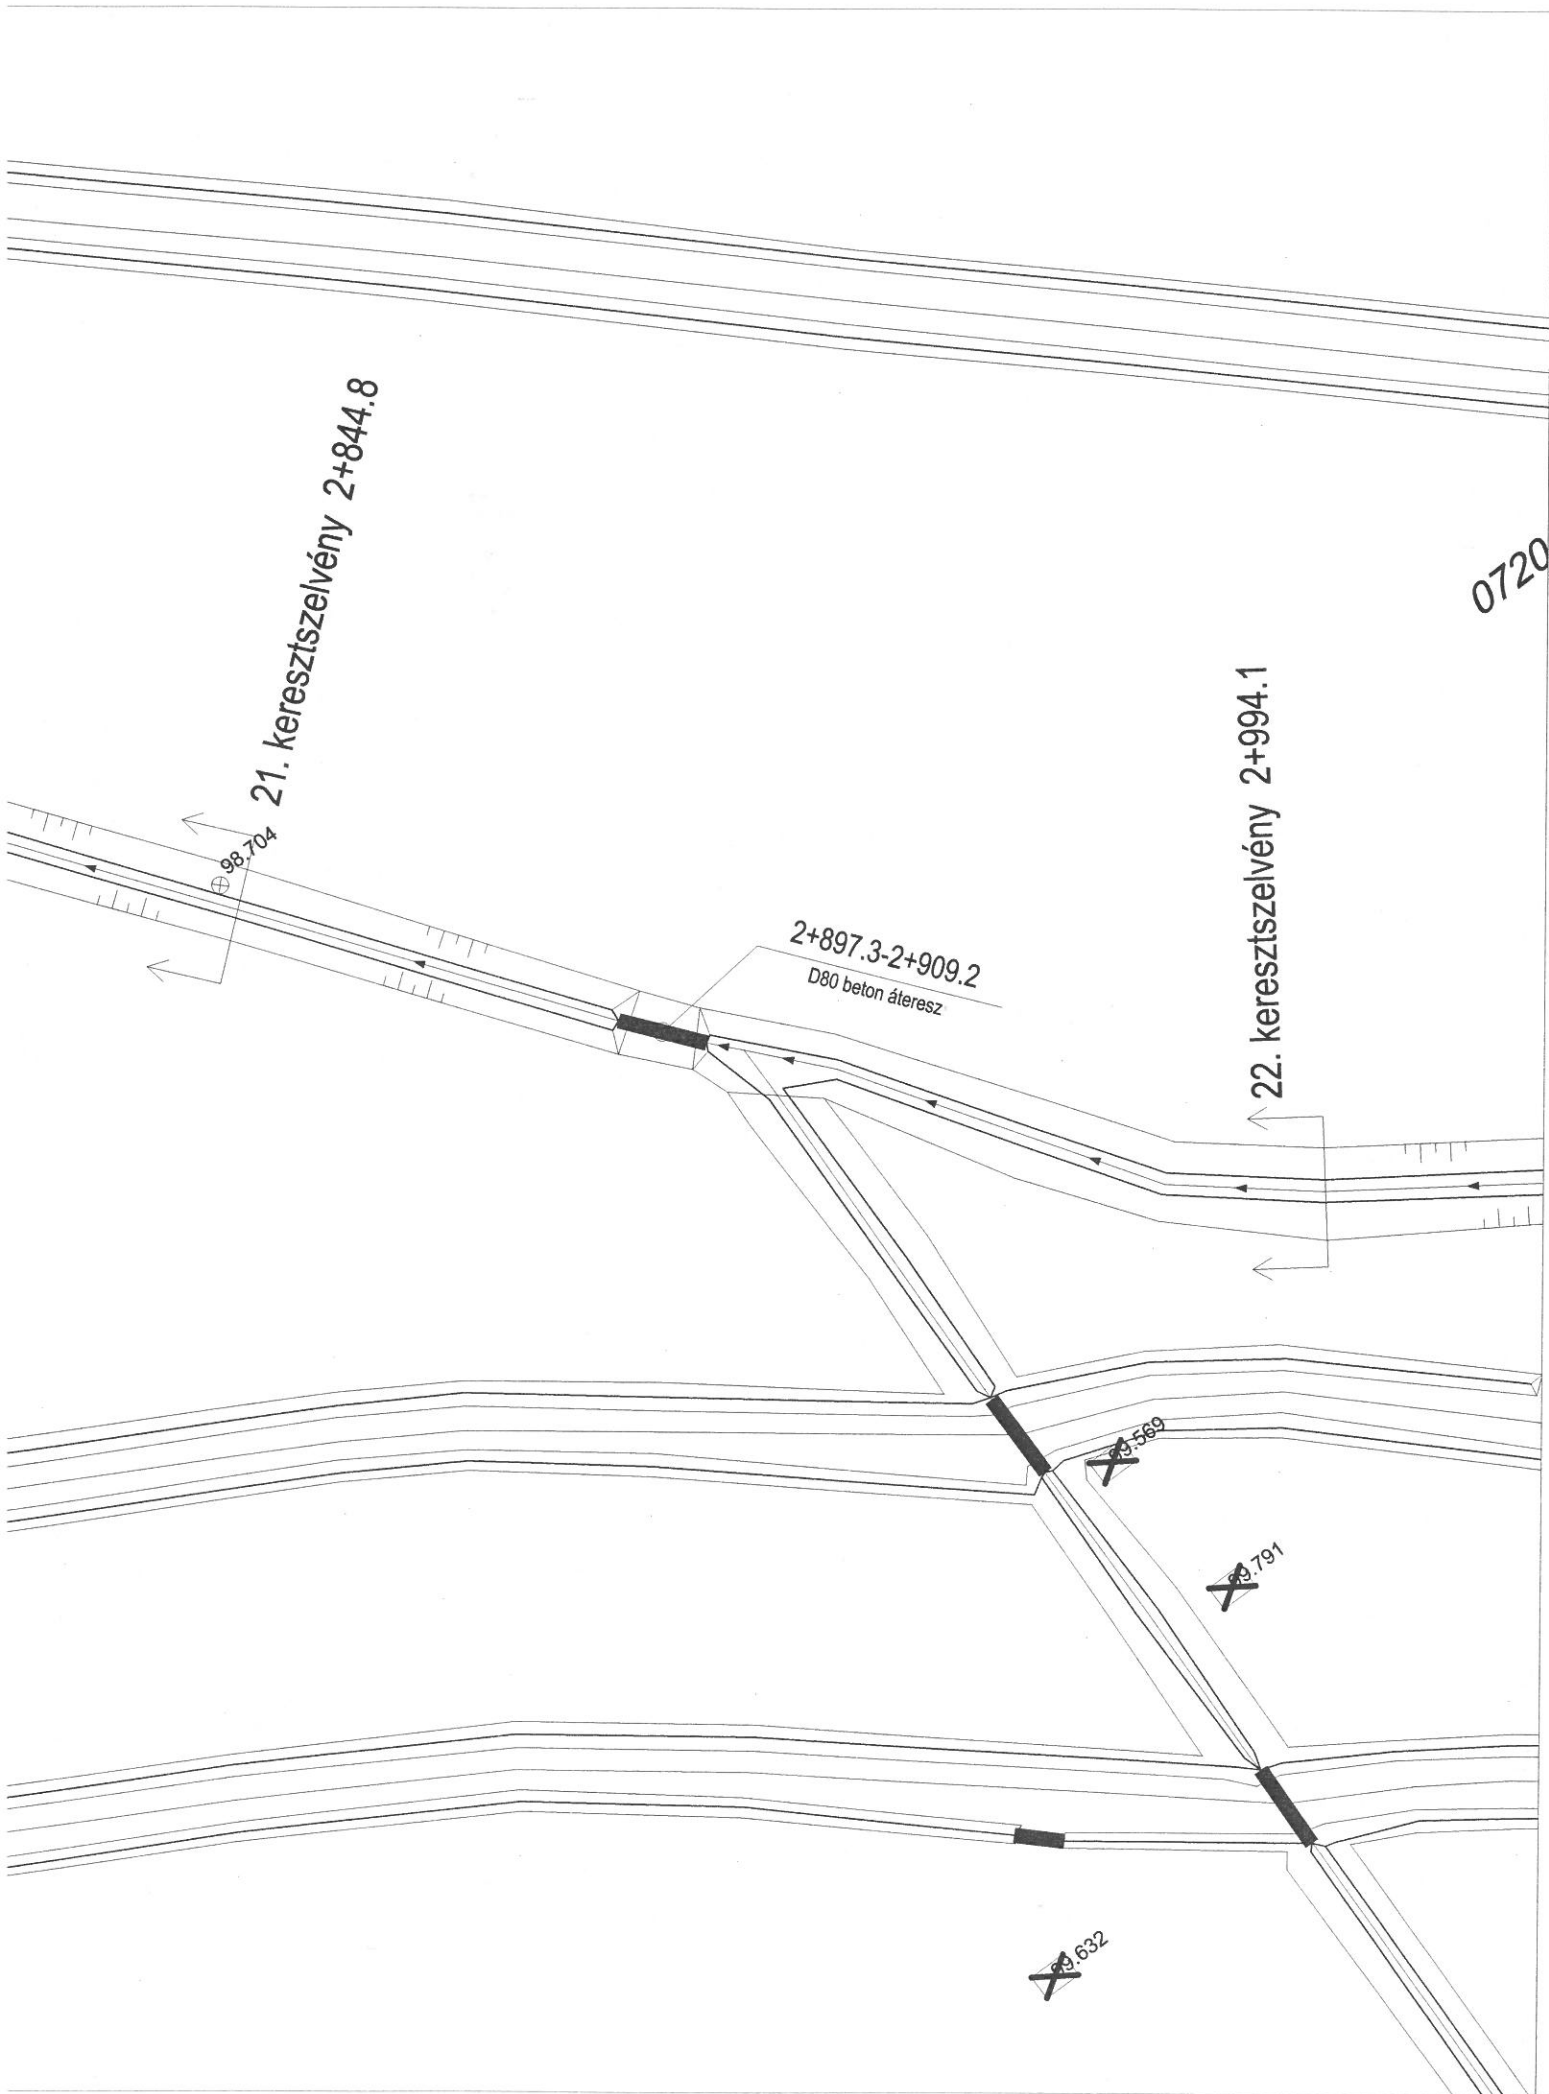 21. keresztszelvény 2+844.8
0720
98.704
22. keresztszelvény 2+994.1
2+897.3-2+909.2
D80 beton áteresz